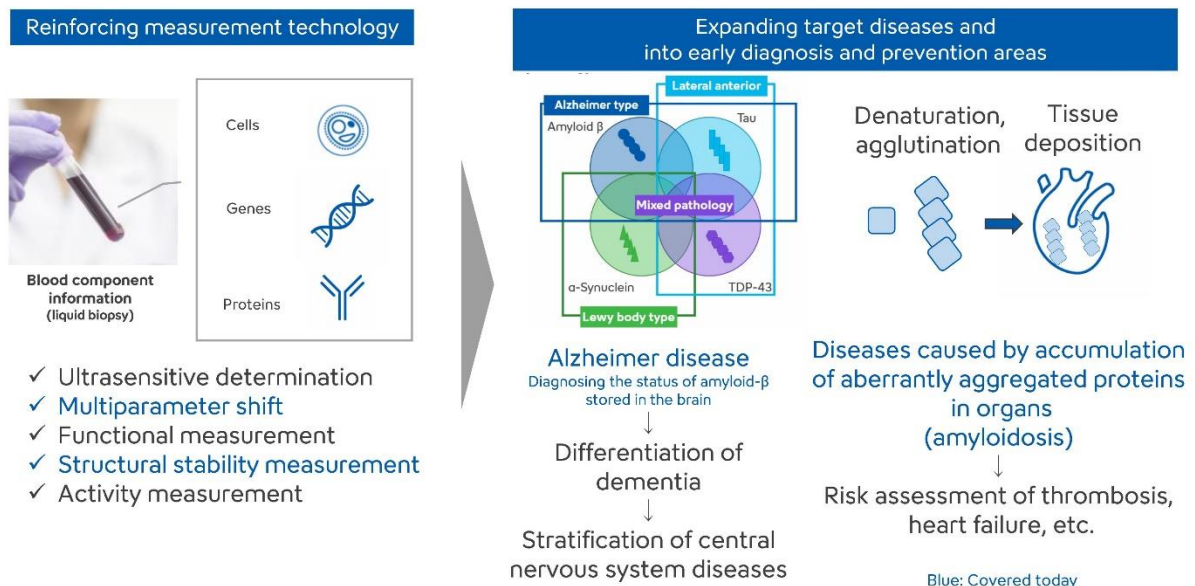 Reinforcing measurement technology
Cells
Genes
Proteins
Blood component
information
(liquid biopsy)
✓ Ultrasensitive determination
✓ Multiparameter shift
✓ Functional measurement
✓ Structural stability measurement
✓ Activity measurement
Expanding target diseases and
into early diagnosis and prevention areas
Lateral anterior
Alzheimer type
Amyloid β
Tau
Mixed pathology
α-Synuclein
TDP-43
Lewy body type
Alzheimer disease
Diagnosing the status of amyloid-β
stored in the brain
↓
Differentiation of
dementia
↓
Stratification of central
nervous system diseases
Denaturation,
agglutination
Tissue
deposition
Diseases caused by accumulation
of aberrantly aggregated proteins
in organs
(amyloidosis)
↓
Risk assessment of thrombosis,
heart failure, etc.
Blue: Covered today